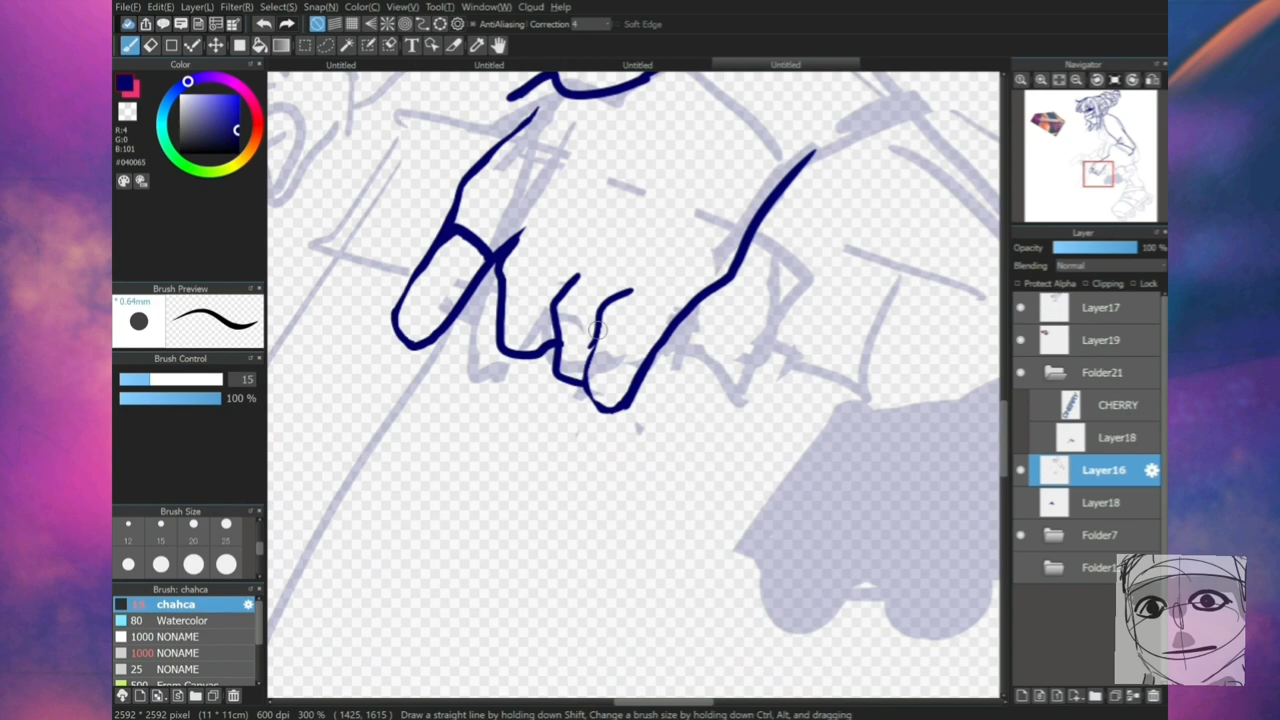 File(F) Edit(E) Layer(L) Filter(R) Select(S) Snap(N) Color(C) View(V) Tool(T) Window(W) Cloud Help
AntiAliasing Correction 4 Soft Edge
Untitled Untitled Untitled Untitled
Color
R:4
G:0
B:101
#040065
Brush Preview
* 0.64mm
Brush Control
15
100 %
Brush Size
12 15 20 25
Brush: chahca
15 chahca
80 Watercolor
1000 NONAME
1000 NONAME
25 NONAME
500 From Canvas
Navigator
Layer
Opacity 100 %
Blending Normal
Protect Alpha Clipping Lock
Layer17
Layer19
Folder21
CHERRY
Layer18
Layer16
Layer18
Folder7
2592 * 2592 pixel (11 * 11cm) 600 dpi 300 % ( 1425, 1615 ) Draw a straight line by holding down Shift, Change a brush size by holding down Ctrl, Alt, and dragging